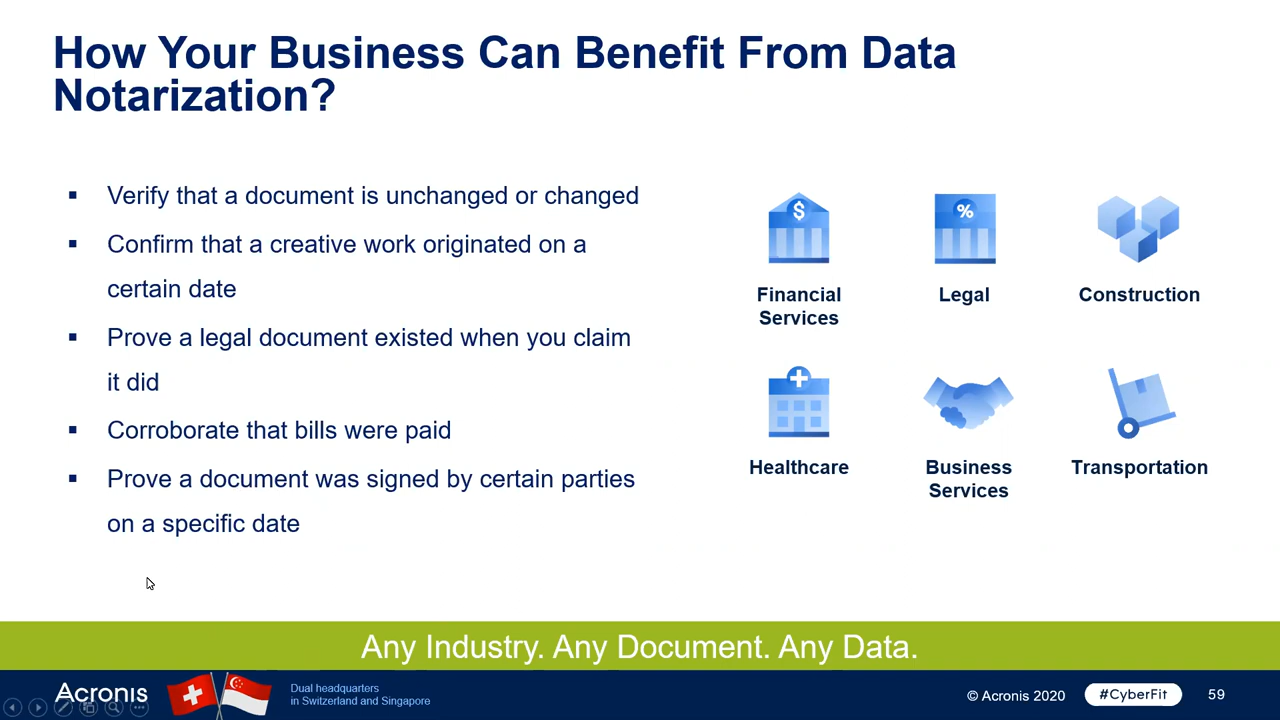 How Your Business Can Benefit From Data
Notarization?
▪ Verify that a document is unchanged or changed
▪ Confirm that a creative work originated on a
certain date
▪ Prove a legal document existed when you claim
it did
▪ Corroborate that bills were paid
▪ Prove a document was signed by certain parties
on a specific date
$
%
Financial
Services
Legal
Construction
Healthcare
Business
Services
Transportation
Any Industry. Any Document. Any Data.
Acronis
Dual headquarters
in Switzerland and Singapore
© Acronis 2020
#CyberFit
59